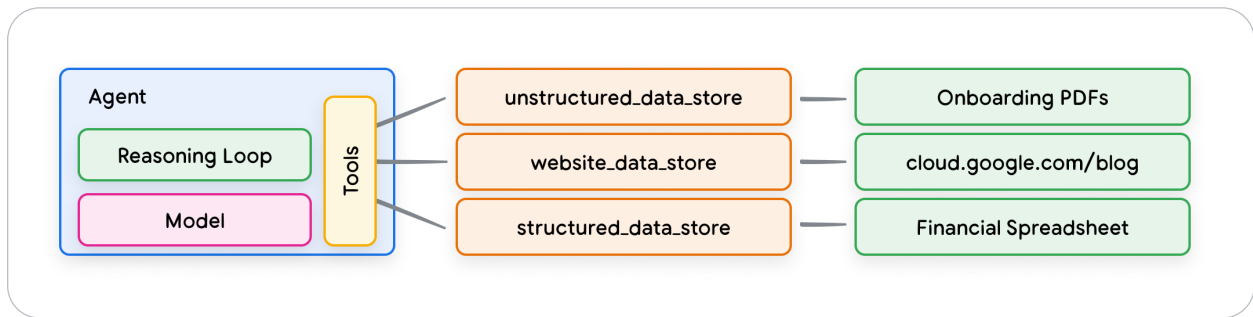 Agent
Reasoning Loop
Model
Tools
unstructured_data_store
Onboarding PDFs
website_data_store
cloud.google.com/blog
structured_data_store
Financial Spreadsheet